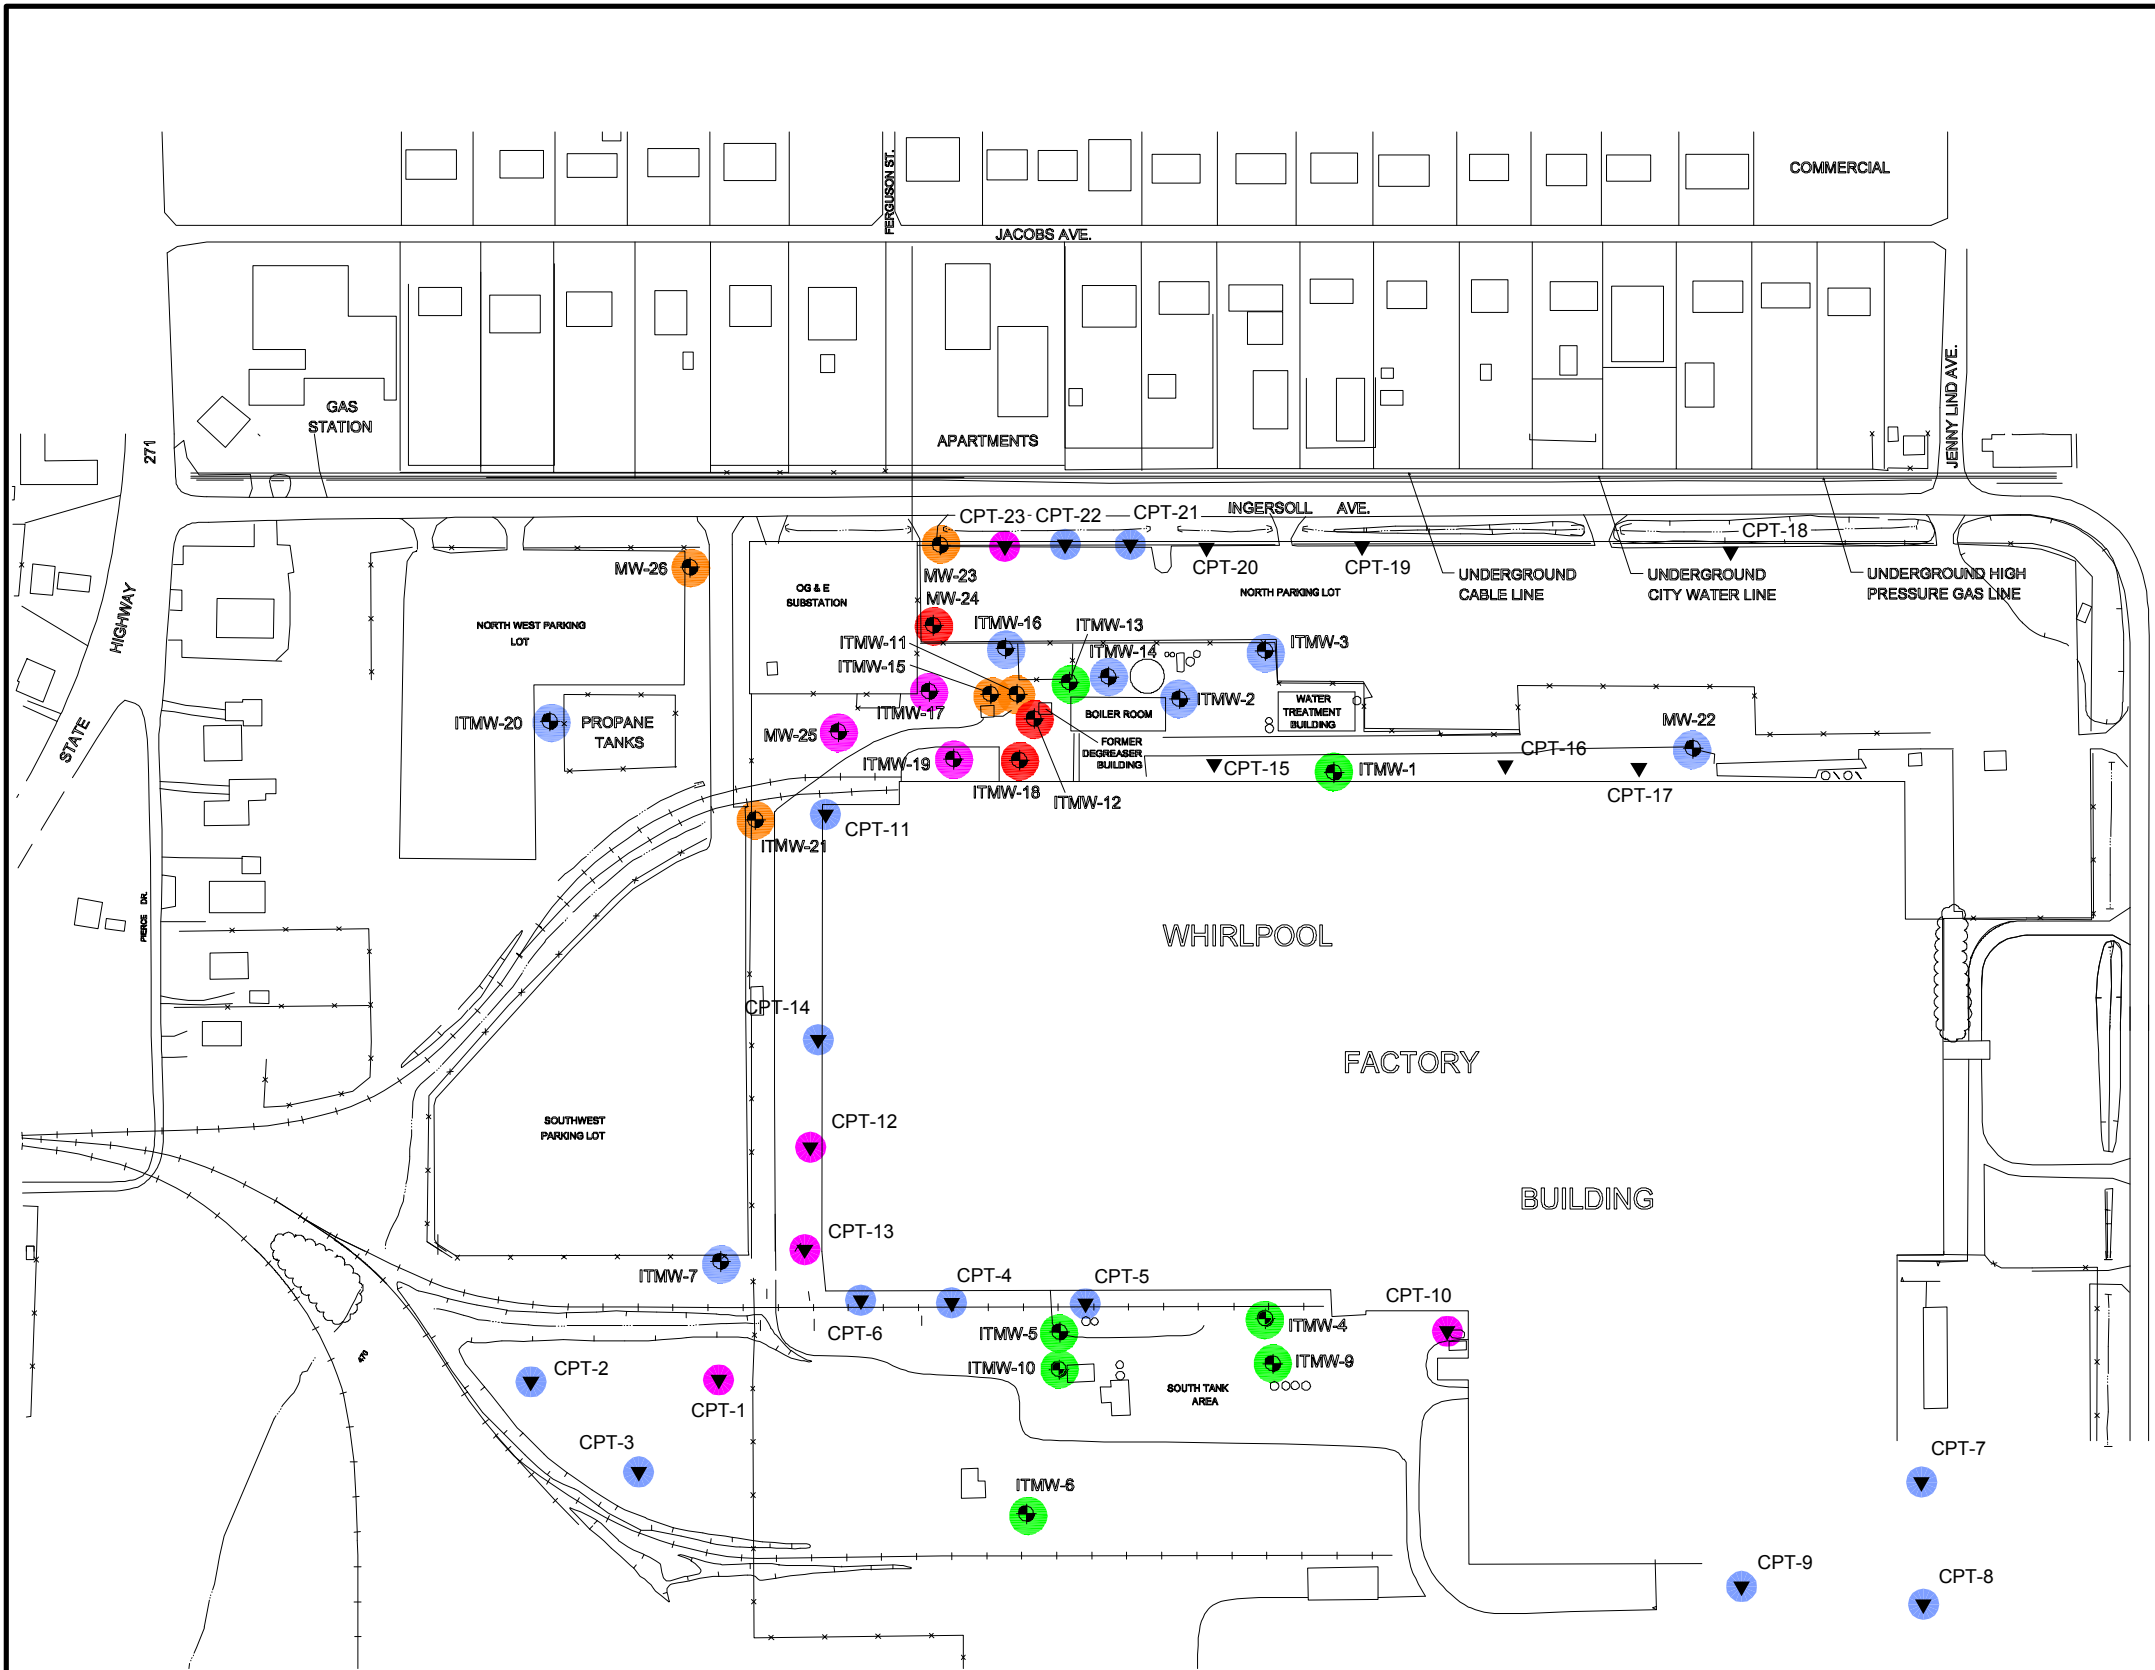 COMMERCIAL
FERGUSON ST.
JACOBS AVE.
GAS
STATION
271
APARTMENTS
JENNY LIND AVE.
INGERSOLL AVE.
CPT-23
CPT-22
CPT-21
CPT-18
MW-26
MW-23
CPT-20
CPT-19
UNDERGROUND
CABLE LINE
UNDERGROUND
CITY WATER LINE
UNDERGROUND HIGH
PRESSURE GAS LINE
OG & E
SUBSTATION
MW-24
NORTH PARKING LOT
HIGHWAY
STATE
NORTH WEST PARKING
LOT
ITMW-16
ITMW-13
ITMW-11
ITMW-14
ITMW-3
ITMW-15
ITMW-17
ITMW-2
WATER
TREATMENT
BUILDING
BOILER ROOM
ITMW-20
PROPANE
TANKS
MW-25
MW-22
FORMER
DEGREASER
BUILDING
ITMW-19
ITMW-18
ITMW-12
CPT-15
ITMW-1
CPT-16
CPT-17
CPT-11
ITMW-21
PIERCE DR.
WHIRLPOOL
CPT-14
FACTORY
SOUTHWEST
PARKING LOT
CPT-12
BUILDING
CPT-13
ITMW-7
CPT-4
CPT-5
CPT-10
CPT-6
ITMW-5
ITMW-4
ITMW-10
ITMW-9
CPT-2
SOUTH TANK
AREA
CPT-1
CPT-3
CPT-7
ITMW-6
CPT-9
CPT-8